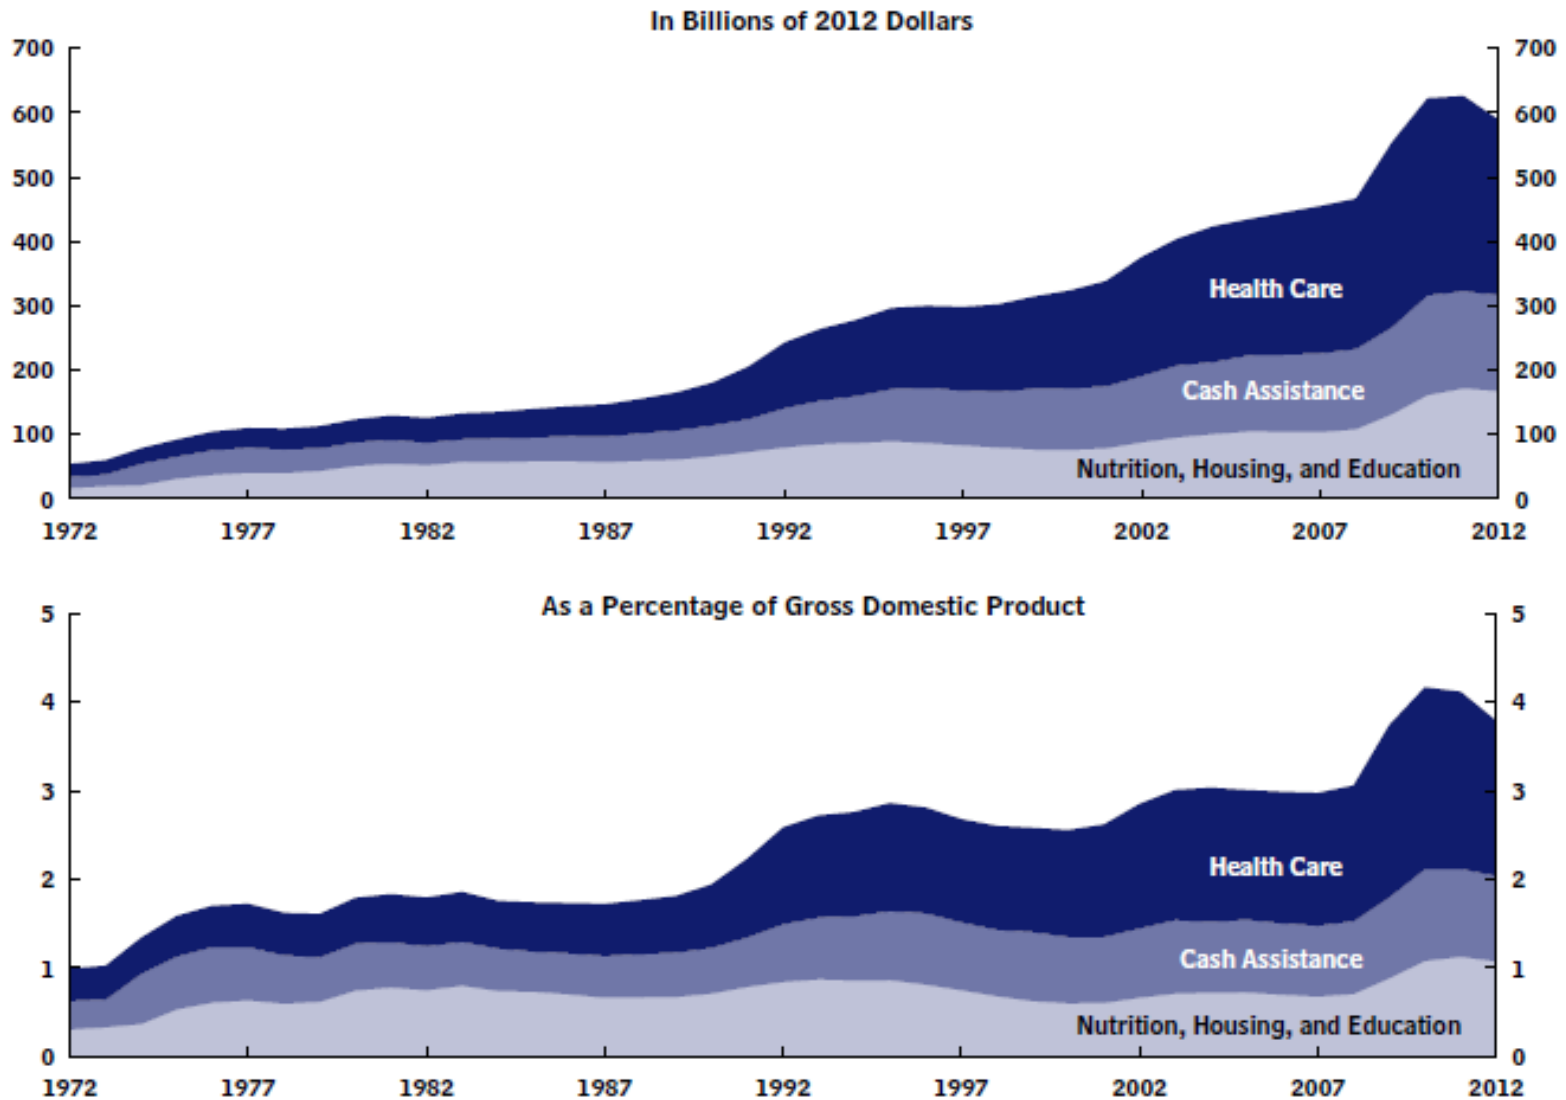 In Billions of 2012 Dollars
700 700
600 600
500 500
400 400
Health Care
300 300
200 200
Cash Assistance
100 100
Nutrition, Housing, and Education
0 0
1972 1977 1982 1987 1992 1997 2002 2007 2012
As a Percentage of Gross Domestic Product
5 5
4 4
3 3
Health Care
2 2
Cash Assistance
1 1
Nutrition, Housing, and Education
0 0
1972 1977 1982 1987 1992 1997 2002 2007 2012